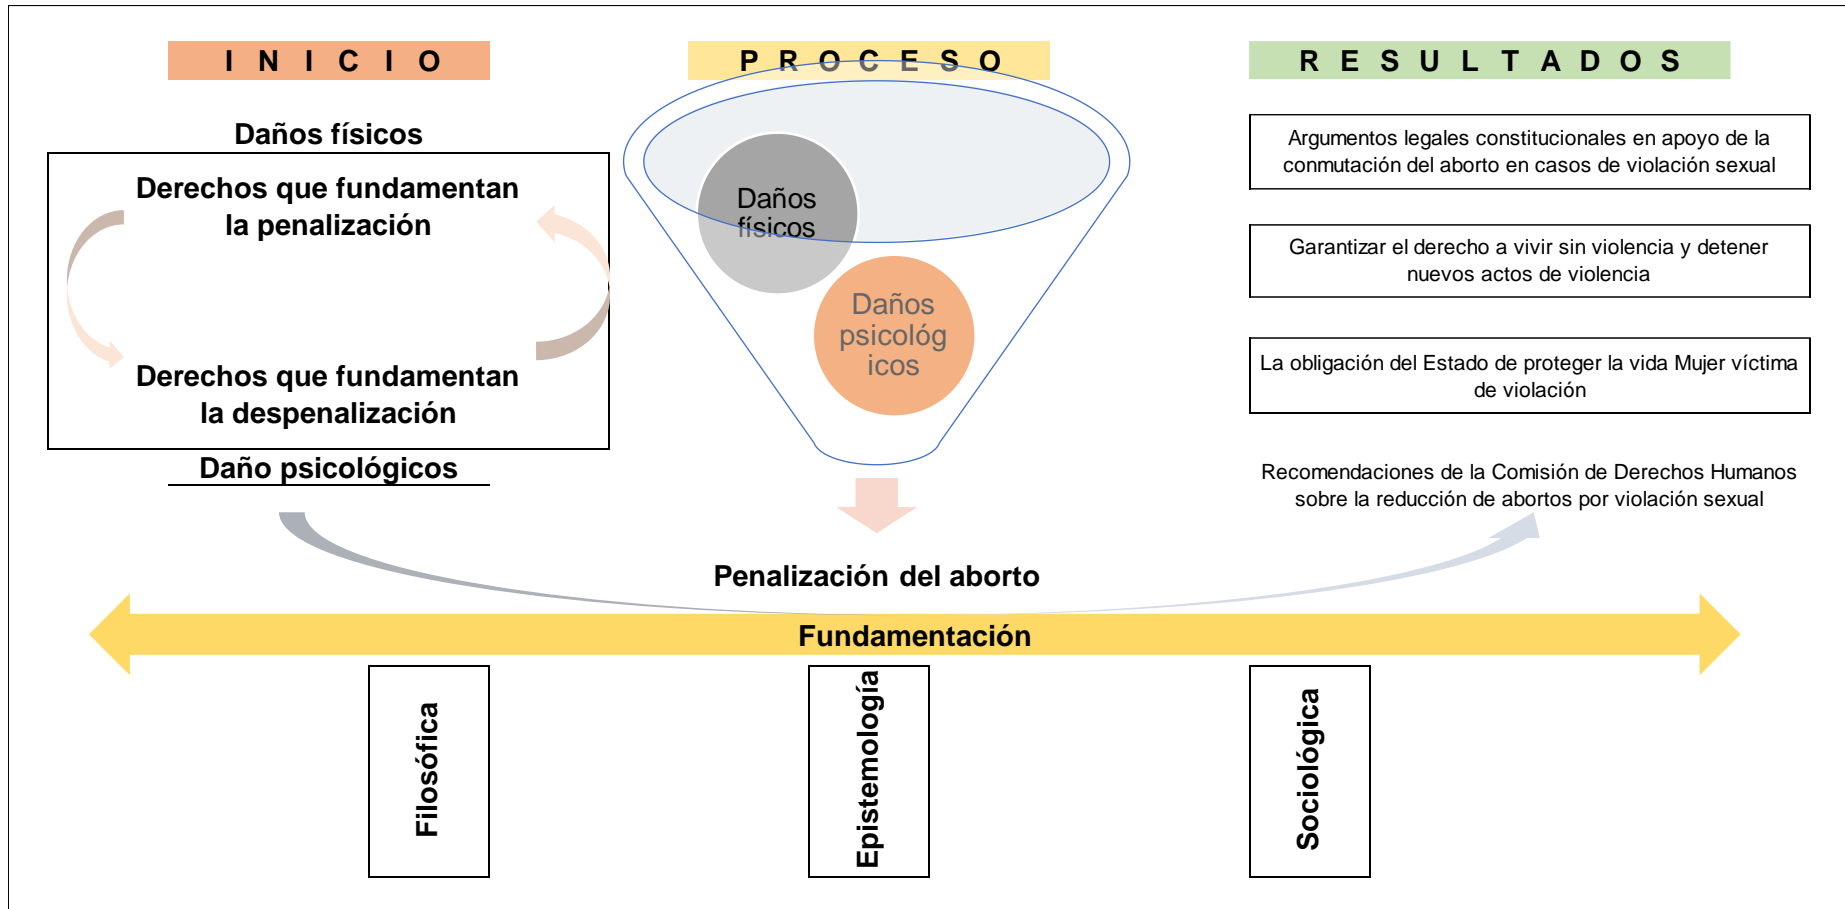 INICIO
Daños físicos
Derechos que fundamentan
la penalización
Derechos que fundamentan
la despenalización
Daño psicológicos
PROCESO
Daños
físicos
Daños
psicológ
icos
Penalización del aborto
RESULTADOS
Argumentos legales constitucionales en apoyo de la
conmutación del aborto en casos de violación sexual
Garantizar el derecho a vivir sin violencia y detener
nuevos actos de violencia
La obligación del Estado de proteger la vida Mujer víctima
de violación
Recomendaciones de la Comisión de Derechos Humanos
sobre la reducción de abortos por violación sexual
Fundamentación
Filosófica
Epistemología
Sociológica